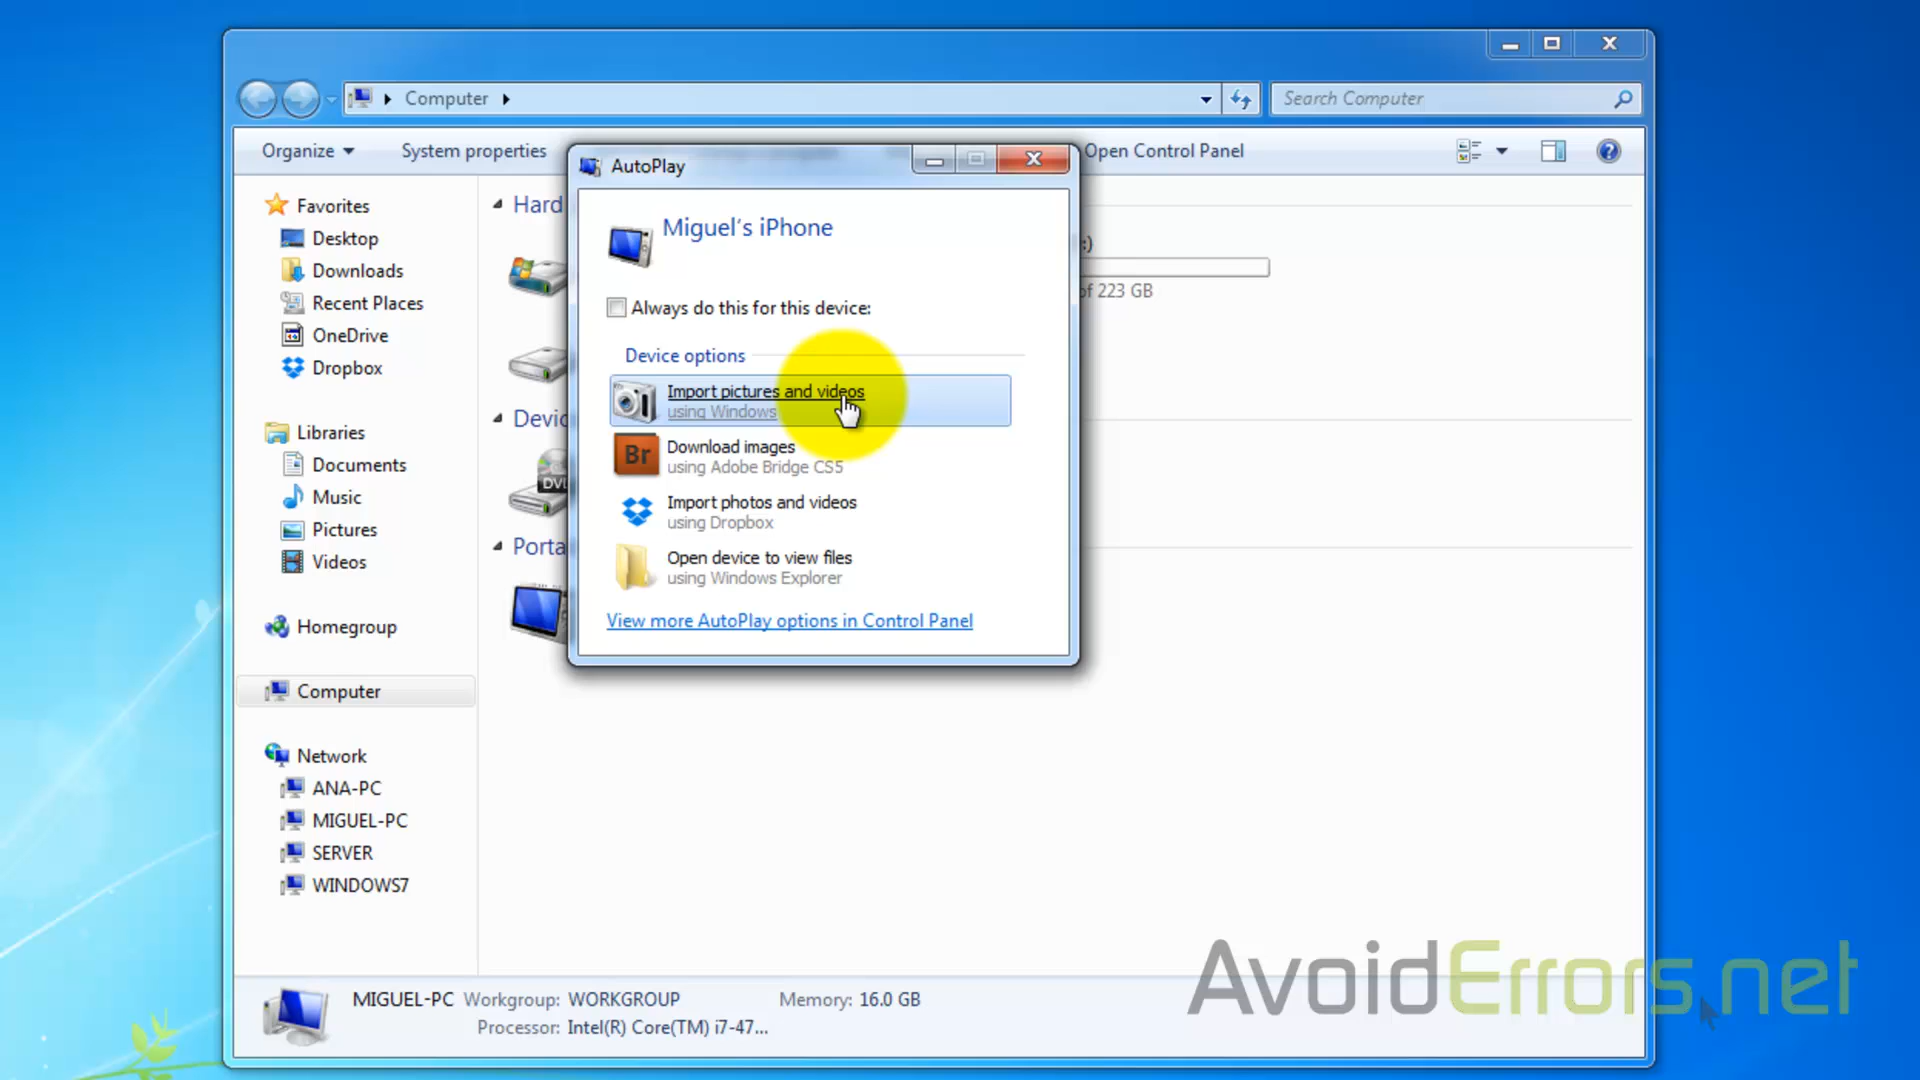 Computer
Search Computer
Organize
System properties
Open Control Panel
AutoPlay
Miguel's iPhone
Always do this for this device:
Device options
Import pictures and videos
using Windows
Download images
using Adobe Bridge CS5
Import photos and videos
using Dropbox
Open device to view files
using Windows Explorer
View more AutoPlay options in Control Panel
Favorites
Desktop
Downloads
Recent Places
OneDrive
Dropbox
Libraries
Documents
Music
Pictures
Videos
Homegroup
Computer
Network
ANA-PC
MIGUEL-PC
SERVER
WINDOWS7
Hard
:)
of 223 GB
Devic
DVD
Porta
Br
MIGUEL-PC Workgroup: WORKGROUP Memory: 16.0 GB
Processor: Intel(R) Core(TM) i7-47...
AvoidErrors.net